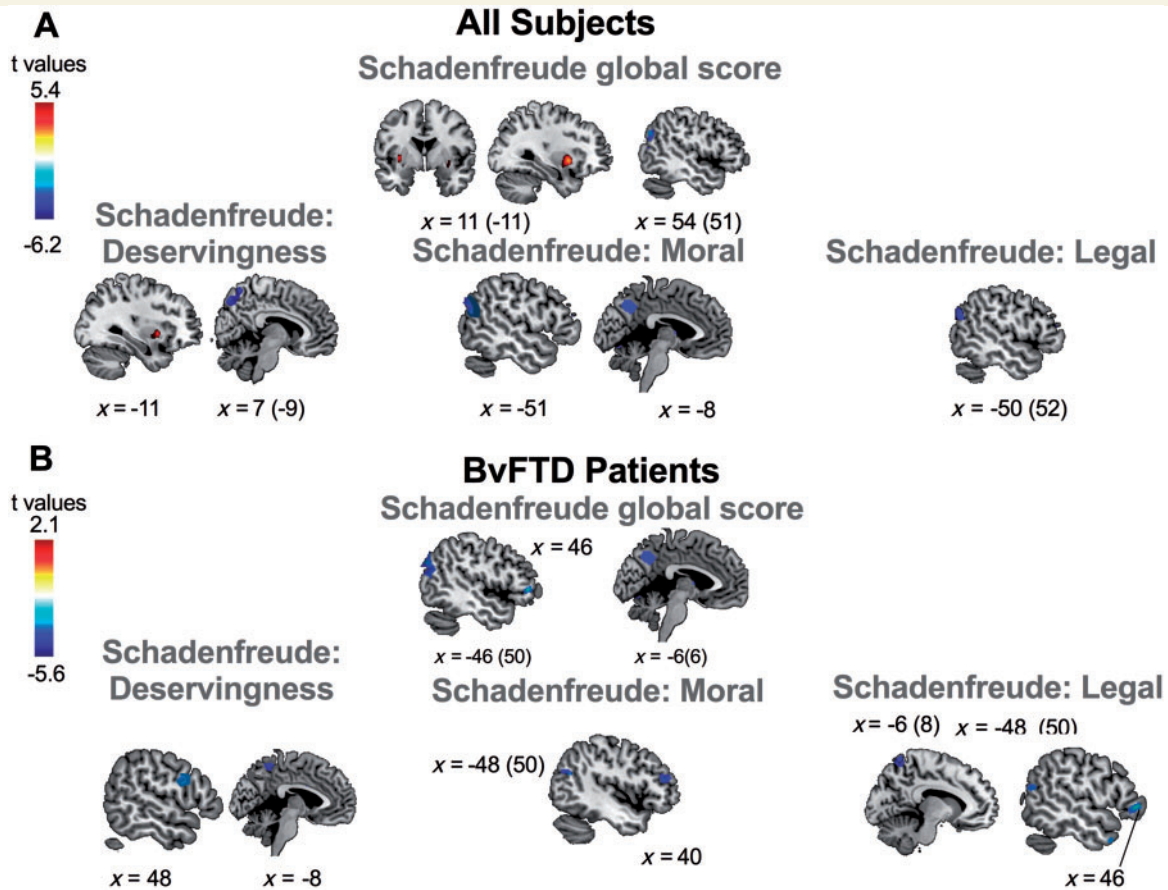 A
All Subjects
t values
5.4
-6.2
Schadenfreude global score
x = 11 (-11)
x = 54 (51)
Schadenfreude:
Deservingness
x = -11
x = 7 (-9)
Schadenfreude: Moral
x = -51
x = -8
Schadenfreude: Legal
x = -50 (52)
B
BvFTD Patients
t values
2.1
-5.6
Schadenfreude global score
x = 46
x = -46 (50)
x = -6(6)
Schadenfreude:
Deservingness
x = 48
x = -8
Schadenfreude: Moral
x = -48 (50)
x = 40
Schadenfreude: Legal
x = -6 (8)
x = -48 (50)
x = 46